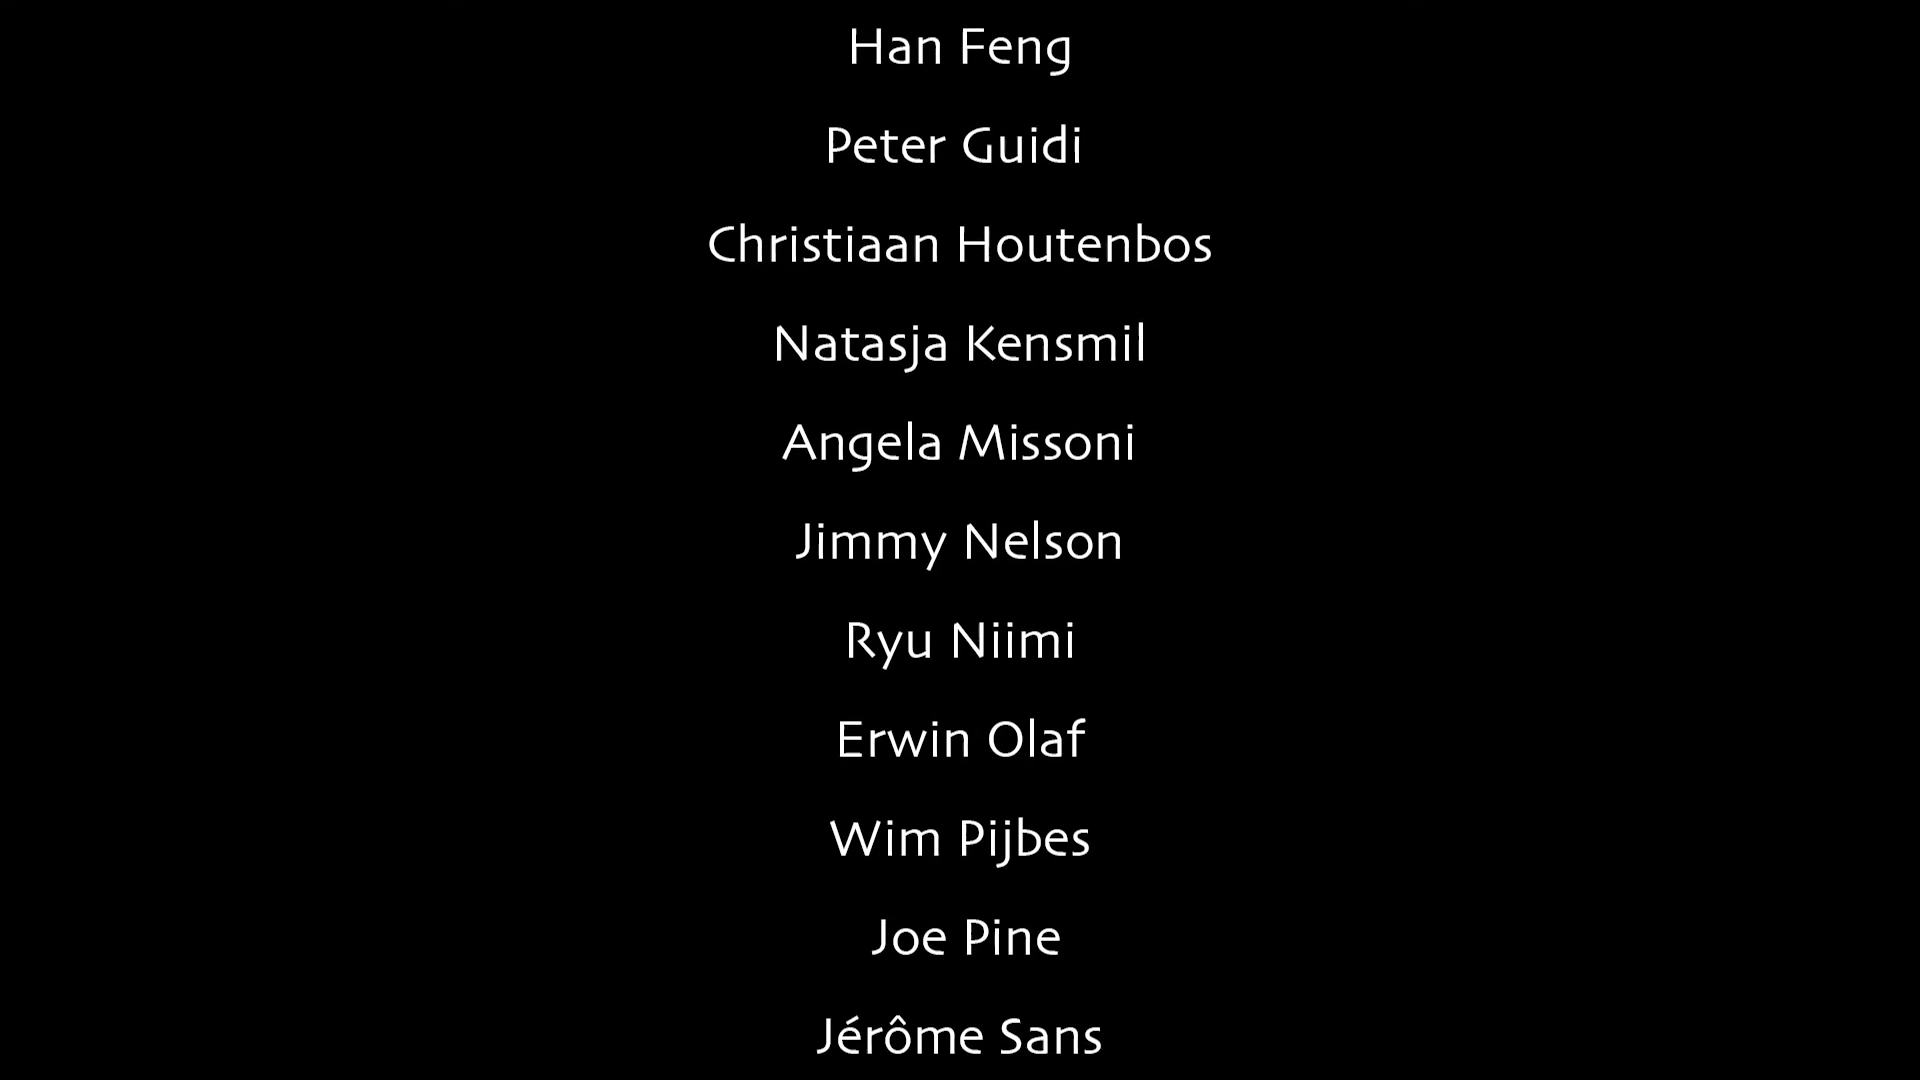 Han Feng
Peter Guidi
Christiaan Houtenbos
Natasja Kensmil
Angela Missoni
Jimmy Nelson
Ryu Niimi
Erwin Olaf
Wim Pijbes
Joe Pine
Jérôme Sans